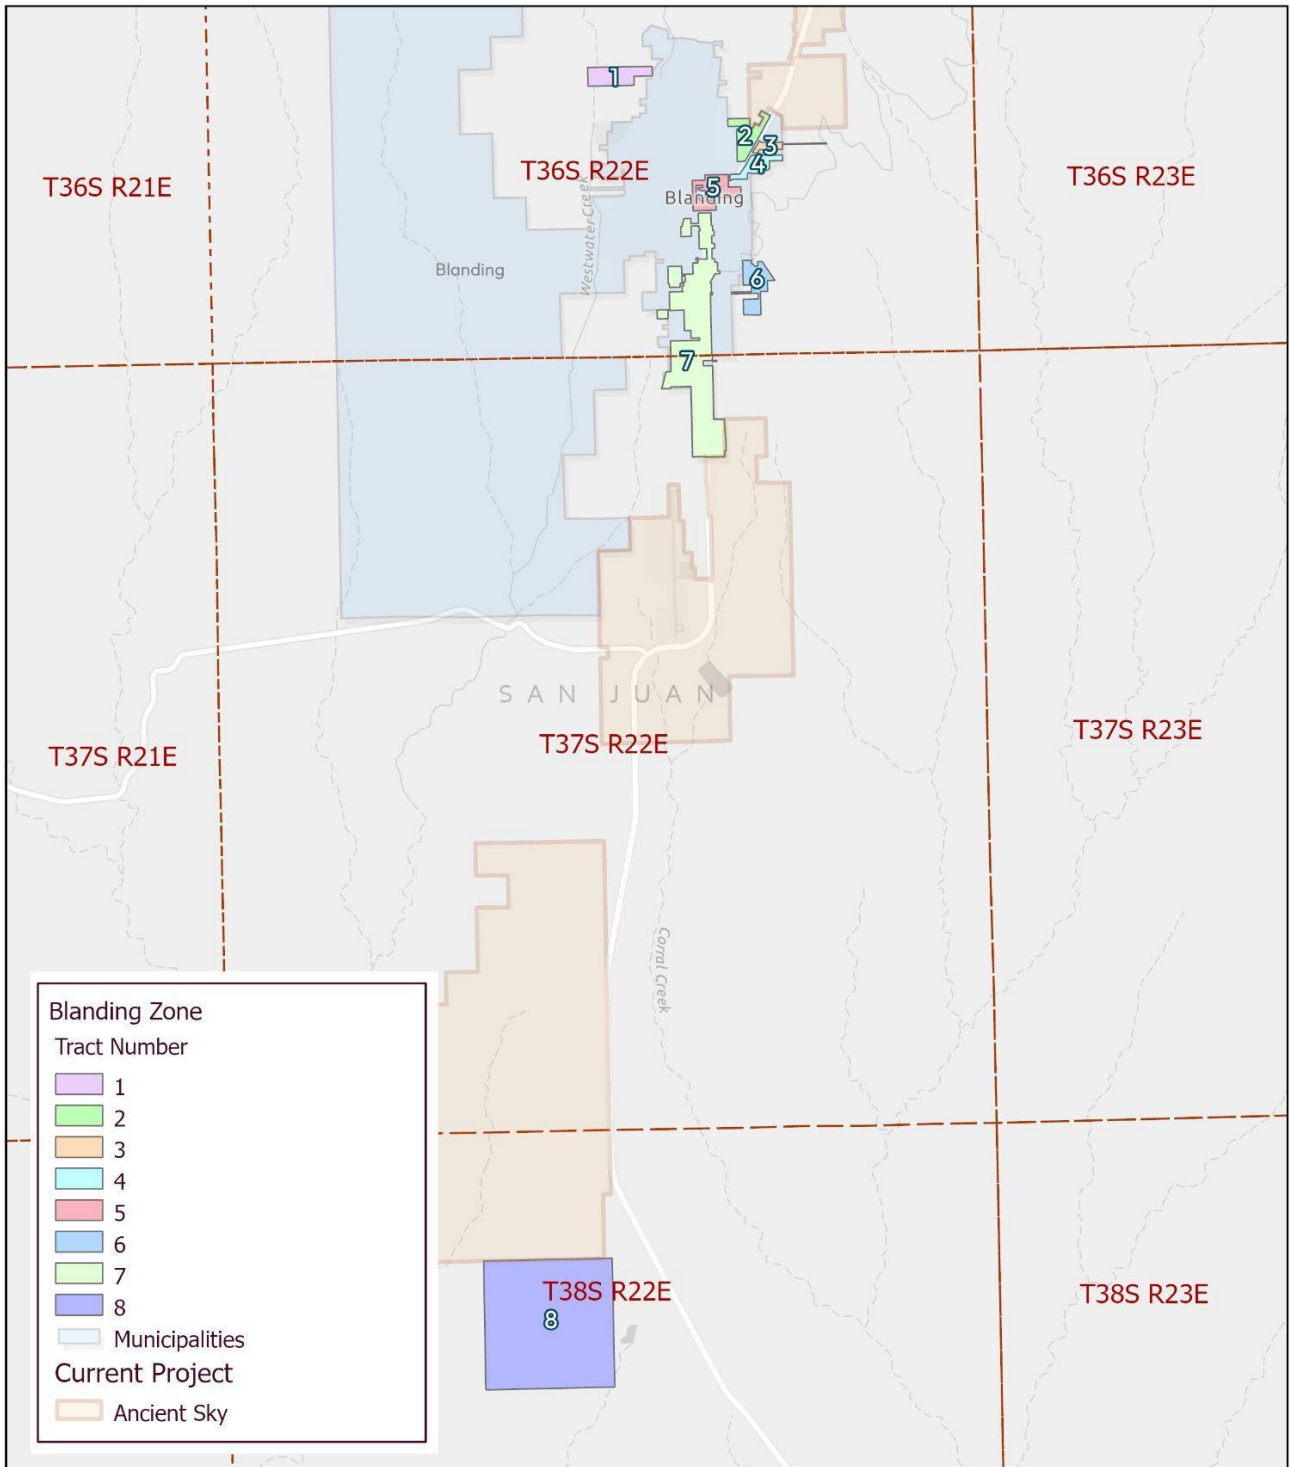 1
2
3
4
T36S R21E
T36S R22E
T36S R23E
5
Blanding
Westwater Creek
Blanding
6
7
SAN JUAN
T37S R21E
T37S R22E
T37S R23E
Corral Creek
Blanding Zone
Tract Number
1
2
3
4
5
6
7
8
Municipalities
Current Project
Ancient Sky
T38S R22E
T38S R23E
8